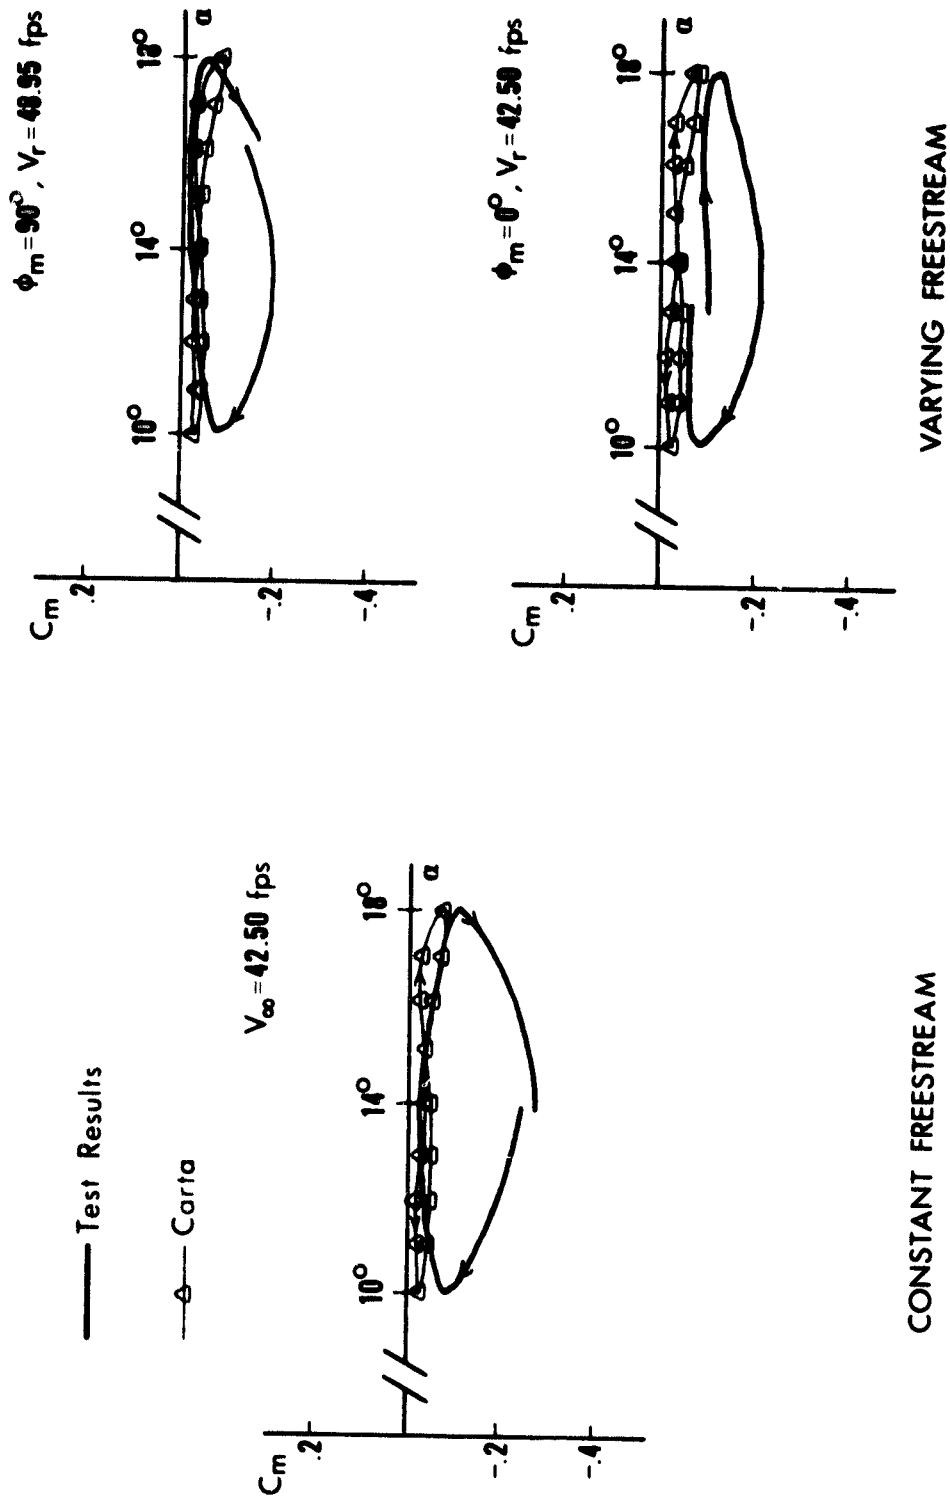 Test Results
Carta
V∞=42.50 fps
Cm
.2
-.2
-.4
10°
14°
18°
α
CONSTANT FREESTREAM
ϕm=90°, Vr=48.95 fps
Cm
.2
-.2
-.4
10°
14°
18°
α
ϕm=0°, Vr=42.50 fps
Cm
.2
-.2
-.4
10°
14°
18°
α
VARYING FREESTREAM